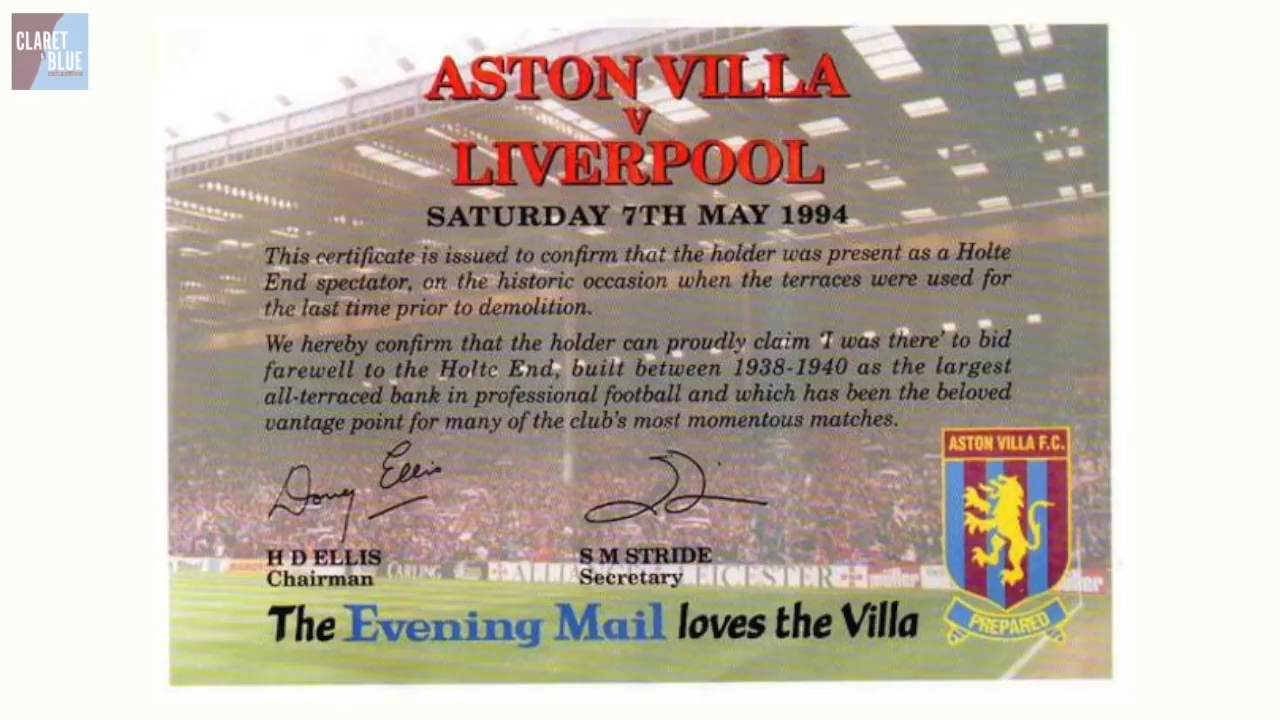 CLARET
& BLUE
ASTON VILLA
V
LIVERPOOL
SATURDAY 7TH MAY 1994
This certificate is issued to confirm that the holder was present as a Holte
End spectator, on the historic occasion when the terraces were used for
the last time prior to demolition.
We hereby confirm that the holder can proudly claim 'I was there' to bid
farewell to the Holte End, built between 1938-1940 as the largest
all-terraced bank in professional football and which has been the beloved
vantage point for many of the club's most momentous matches.
Doug Ellis
H D ELLIS
Chairman
S M STRIDE
Secretary
CARLING
ALLIANCE LEICESTER
müller
The Evening Mail loves the Villa
ASTON VILLA F.C.
PREPARED